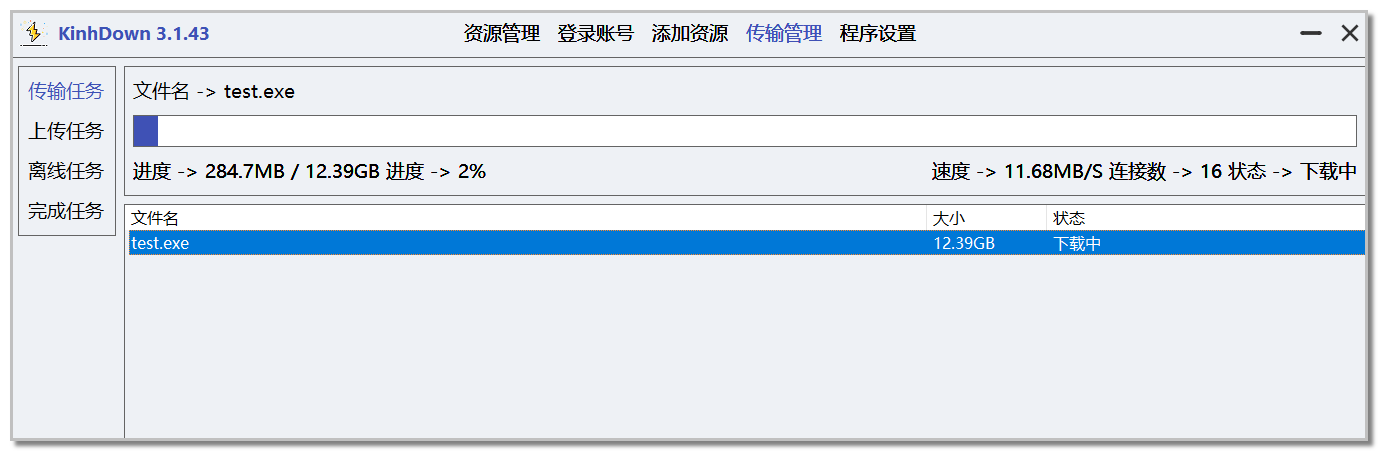 KinhDown 3.1.43 资源管理 登录账号 添加资源 传输管理 程序设置
传输任务
上传任务
离线任务
完成任务
文件名 -> test.exe
进度 -> 284.7MB / 12.39GB 进度 -> 2% 速度 -> 11.68MB/S 连接数 -> 16 状态 -> 下载中
文件名 大小 状态
test.exe 12.39GB 下载中